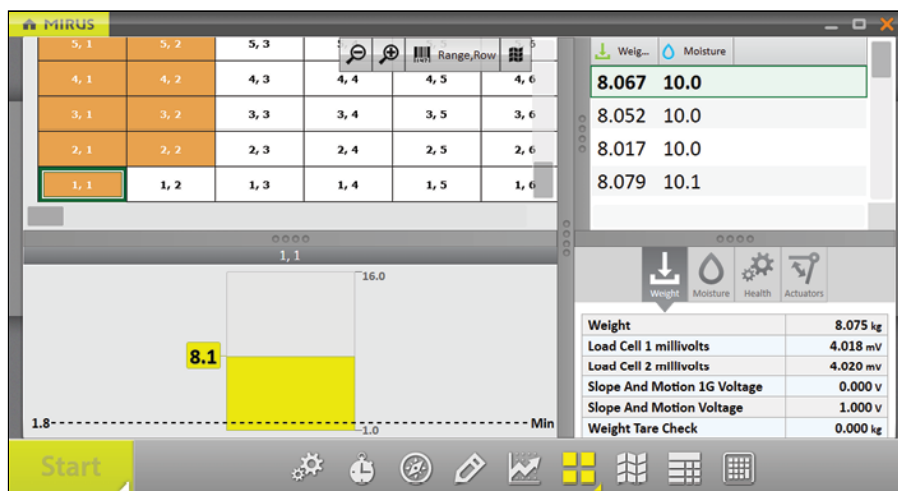 MIRUS
5, 1 5, 2 5, 3
Range,Row
4, 1 4, 2 4, 3 4, 4 4, 5 4, 6
3, 1 3, 2 3, 3 3, 4 3, 5 3, 6
2, 1 2, 2 2, 3 2, 4 2, 5 2, 6
1, 1 1, 2 1, 3 1, 4 1, 5 1, 6
Weig... Moisture
8.067 10.0
8.052 10.0
8.017 10.0
8.079 10.1
1, 1
16.0
8.1
1.8 Min
-1.0
Weight Moisture Health Actuators
Weight 8.075 kg
Load Cell 1 millivolts 4.018 mV
Load Cell 2 millivolts 4.020 mV
Slope And Motion 1G Voltage 0.000 V
Slope And Motion Voltage 1.000 V
Weight Tare Check 0.000 kg
Start